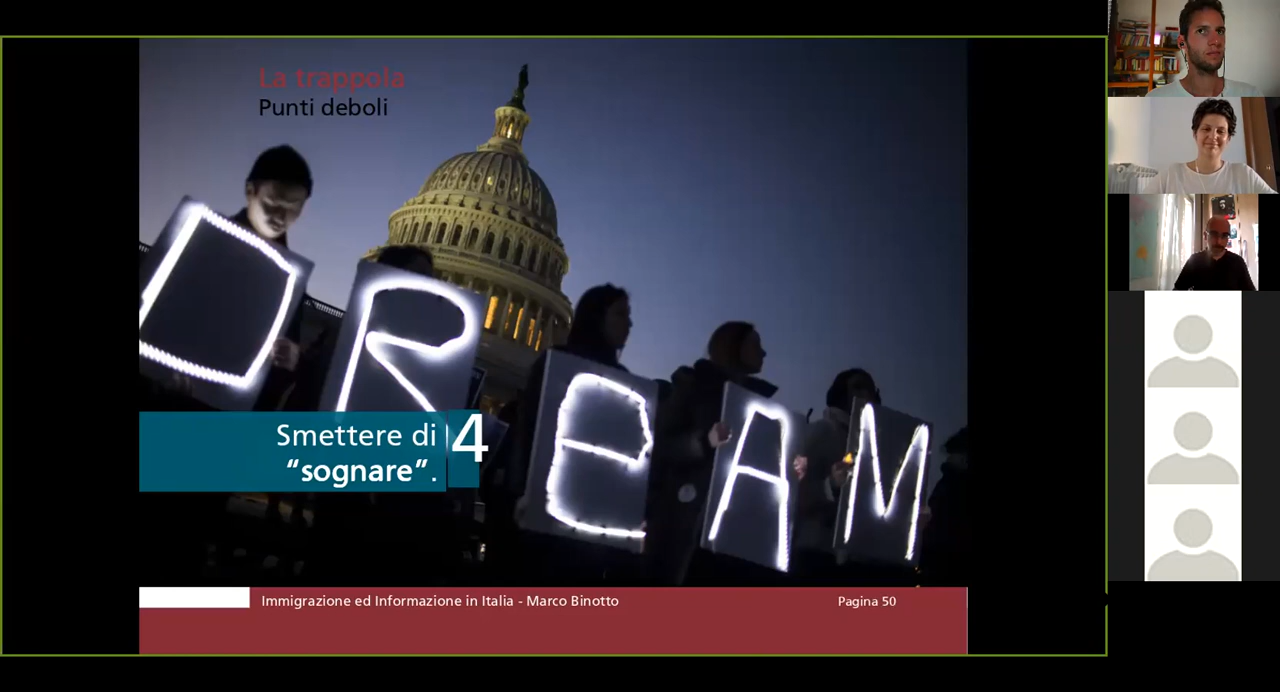 La trappola
Punti deboli
DReAM
Smettere di
“sognare”.
4
Immigrazione ed Informazione in Italia - Marco Binotto
Pagina 50